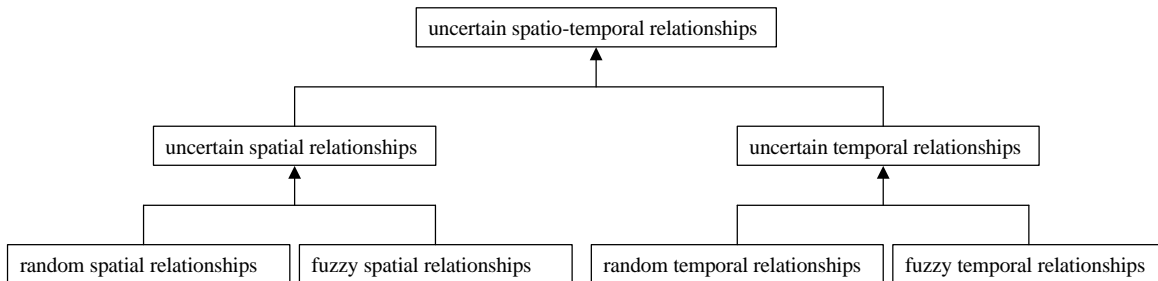 uncertain spatio-temporal relationships
uncertain spatial relationships
uncertain temporal relationships
random spatial relationships
fuzzy spatial relationships
random temporal relationships
fuzzy temporal relationships